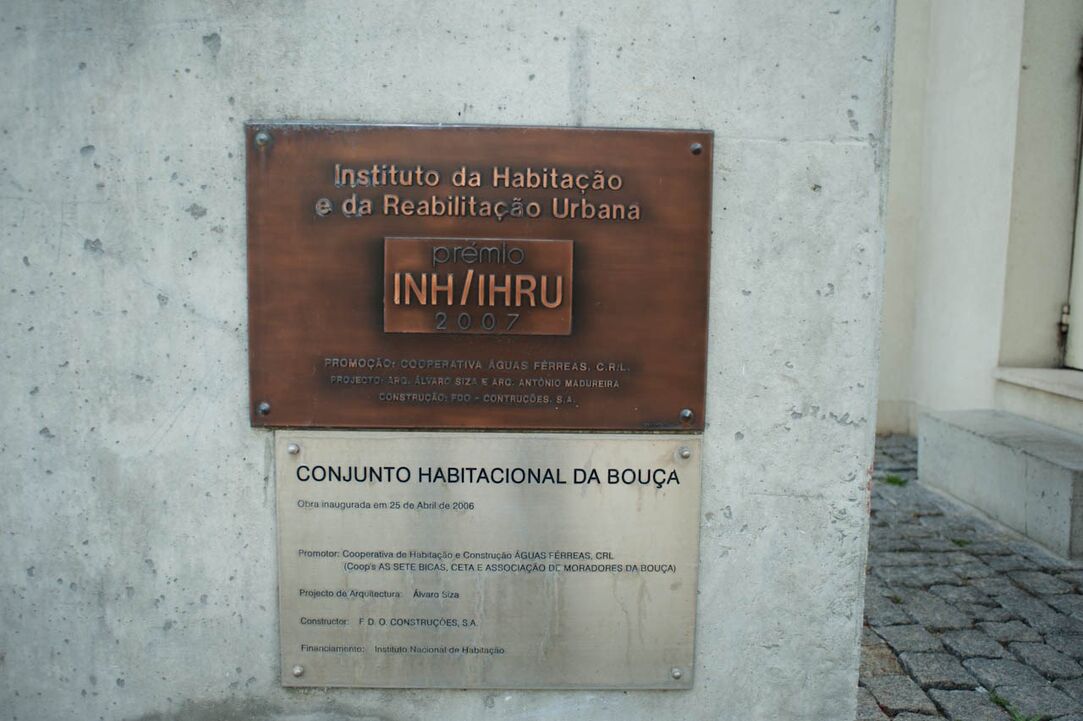 Instituto da Habitação
e da Reabilitação Urbana
prémio
INH/IHRU
2007
PROMOÇÃO: COOPERATIVA ÁGUAS FÉRREAS, C.R.L.
PROJECTO: ARQ. ÁLVARO SIZA E ARQ. ANTÓNIO MADUREIRA
CONSTRUÇÃO: FDO - CONTRUÇÕES, S.A.
CONJUNTO HABITACIONAL DA BOUÇA
Obra inaugurada em 25 de Abril de 2006
Promotor: Cooperativa de Habitação e Construção ÁGUAS FÉRREAS, CRL
(Coop's AS SETE BICAS, CETA E ASSOCIAÇÃO DE MORADORES DA BOUÇA)
Projecto de Arquitectura: Álvaro Siza
Constructor: F. D. O. CONSTRUÇÕES, S.A.
Financiamento: Instituto Nacional de Habitação